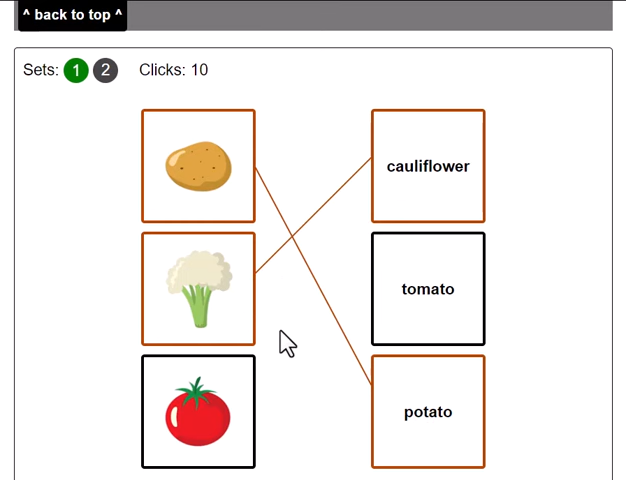 ^ back to top ^
Sets: 1 2 Clicks: 10
cauliflower
tomato
potato